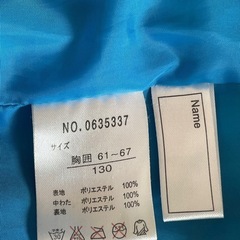 NO.0635337
サイズ
胸囲 61~67
130
表地 ポリエステル 100%
中わた ポリエステル 100%
裏地 ポリエステル 100%
Name